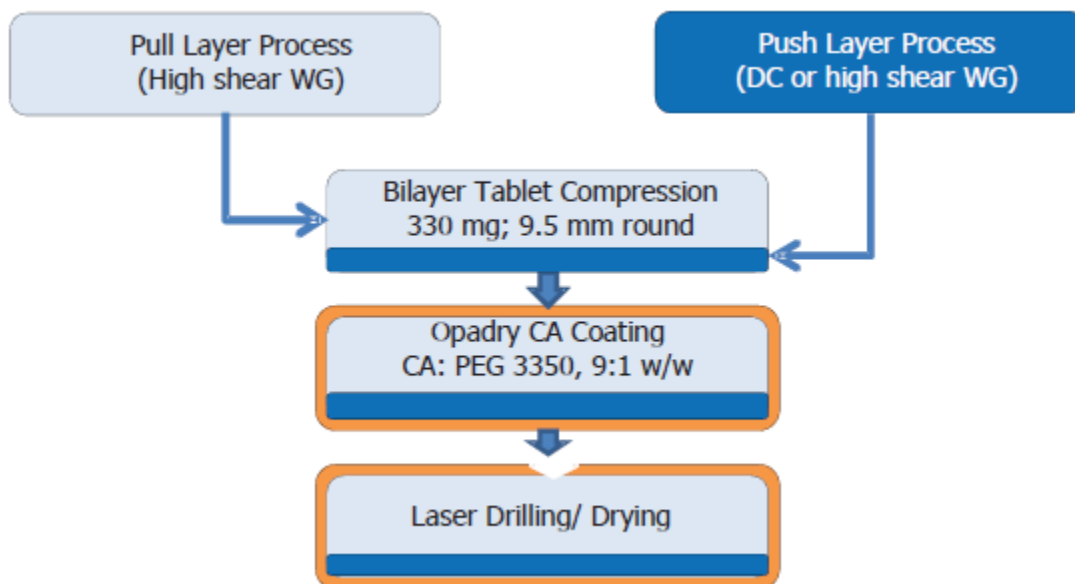 Pull Layer Process
(High shear WG)
Push Layer Process
(DC or high shear WG)
Bilayer Tablet Compression
330 mg; 9.5 mm round
Opadry CA Coating
CA: PEG 3350, 9:1 w/w
Laser Drilling/ Drying